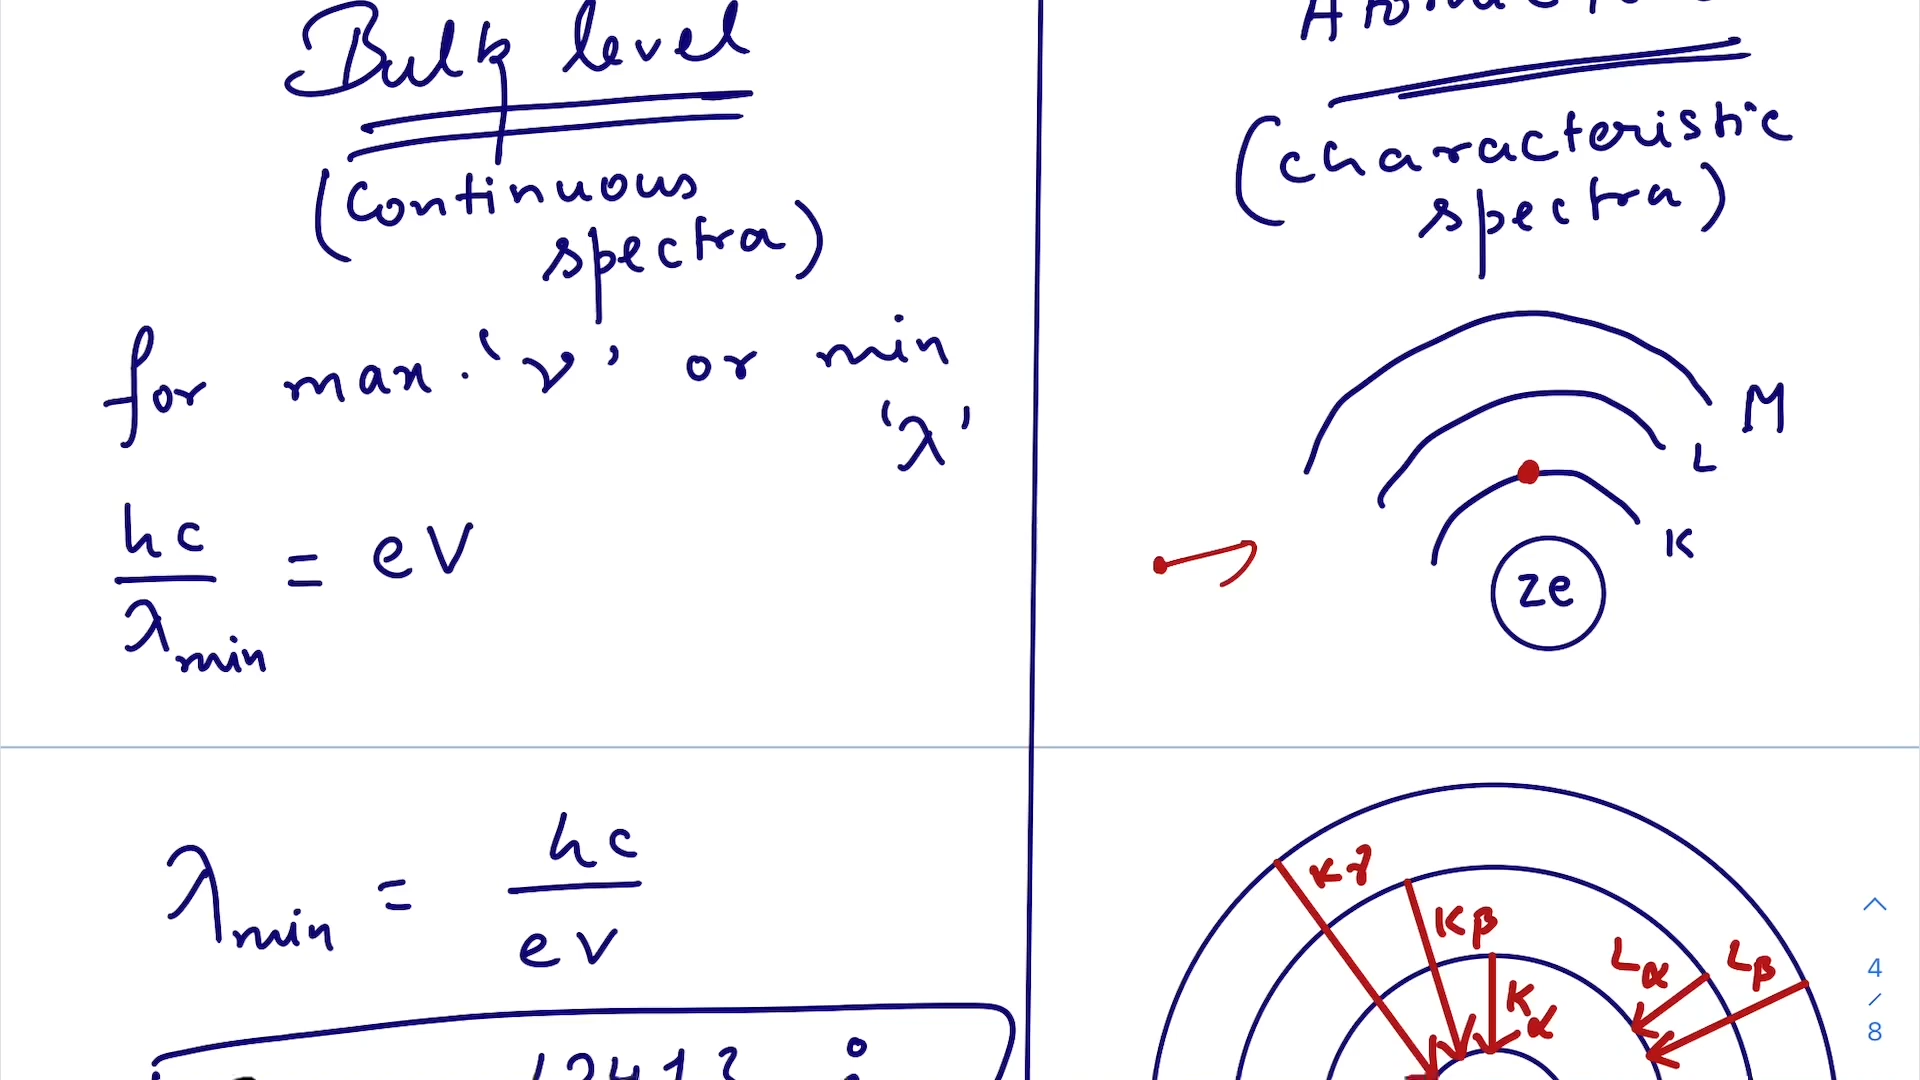 Bulk level
(Continuous
spectra)
for max. 'ν' or min
'λ'
hc
λmin
= eV
λmin = hc
eV
1241
(characteristic
spectra)
M
L
K
Ze
Kγ
Kβ
Kα
Lα
Lβ
4
/
8